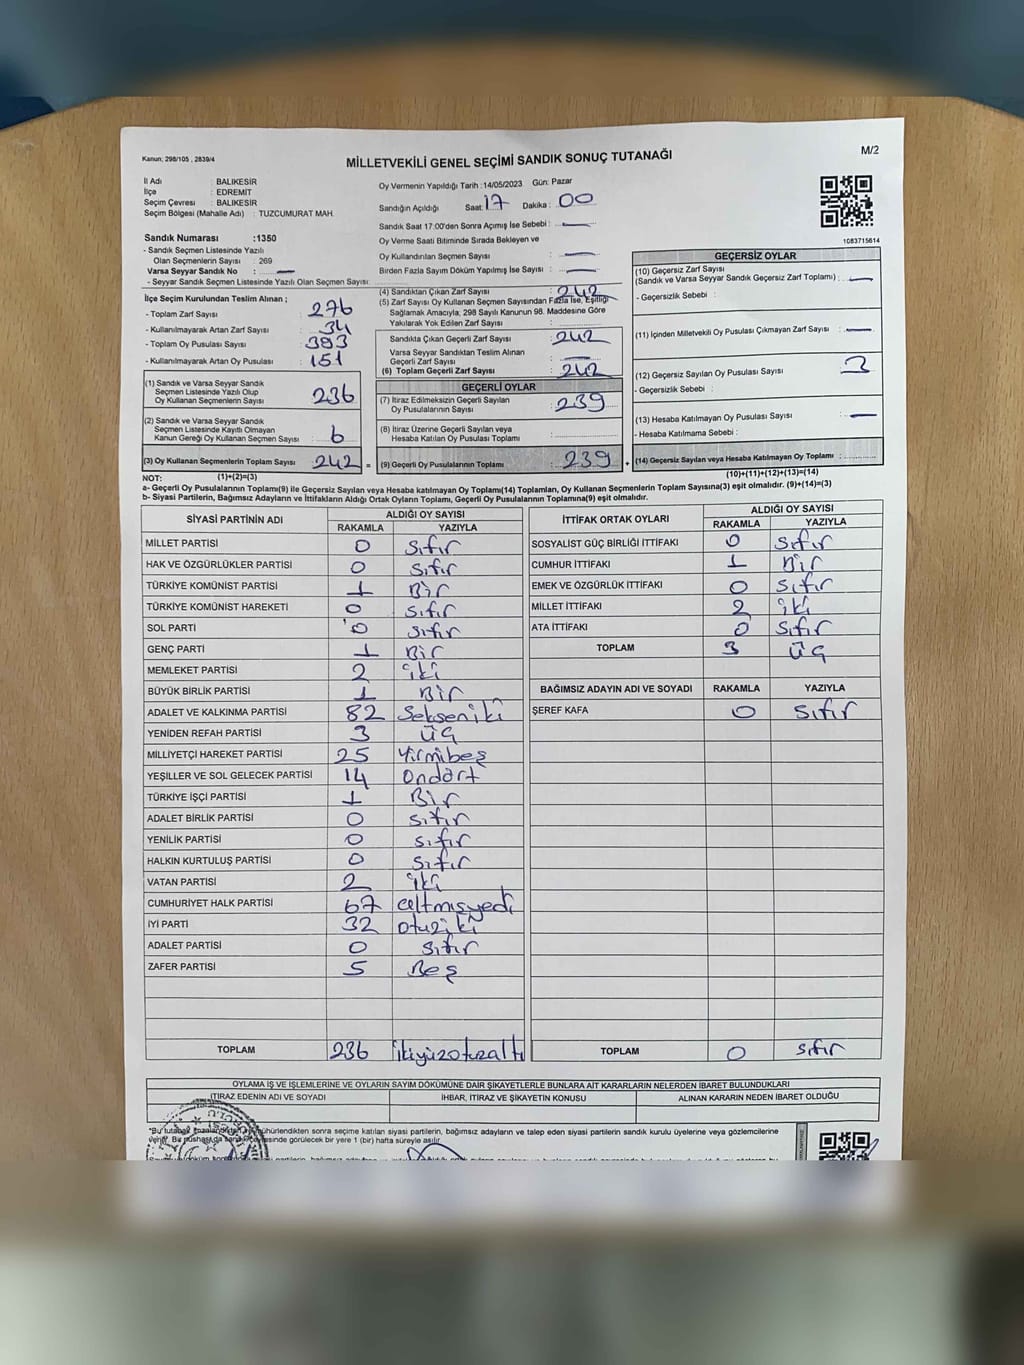 Kanun; 298/105 , 2839/4
MİLLETVEKİLİ GENEL SEÇİMİ SANDIK SONUÇ TUTANAĞI
M/2
İl Adı : BALIKESİR
İlçe : EDREMİT
Seçim Çevresi : BALIKESİR
Seçim Bölgesi (Mahalle Adı) : TUZCUMURAT MAH.
Oy Vermenin Yapıldığı Tarih :14/05/2023 Gün: Pazar
Sandığın Açıldığı Saat: 17 Dakika : 00
Sandık Saat 17:00'den Sonra Açımış İse Sebebi : —
Oy Verme Saati Bitiminde Sırada Bekleyen ve
Oy Kullandırılan Seçmen Sayısı : —
Birden Fazla Sayım Döküm Yapılmış İse Sayısı : —
1083715614
Sandık Numarası :1350
- Sandık Seçmen Listesinde Yazılı
Olan Seçmenlerin Sayısı : 269
Varsa Seyyar Sandık No : —
- Seyyar Sandık Seçmen Listesinde Yazılı Olan Seçmen Sayısı:
İlçe Seçim Kurulundan Teslim Alınan ;
- Toplam Zarf Sayısı : 276
- Kullanılmayarak Artan Zarf Sayısı : 34
- Toplam Oy Pusulası Sayısı : 393
- Kullanılmayarak Artan Oy Pusulası : 151
(1) Sandık ve Varsa Seyyar Sandık
Seçmen Listesinde Yazılı Olup
Oy Kullanan Seçmenlerin Sayısı : 236
(2) Sandık ve Varsa Seyyar Sandık
Seçmen Listesinde Kayıtlı Olmayan
Kanun Gereği Oy Kullanan Seçmen Sayısı : 6
(3) Oy Kullanan Seçmenlerin Toplam Sayısı : 242 =
(1)+(2)=(3)
(4) Sandıktan Çıkan Zarf Sayısı : 242
(5) Zarf Sayısı Oy Kullanan Seçmen Sayısından Fazla İse, Eşitliği
Sağlamak Amacıyla, 298 Sayılı Kanunun 98. Maddesine Göre
Yakılarak Yok Edilen Zarf Sayısı :
Sandıkta Çıkan Geçerli Zarf Sayısı : 242
Varsa Seyyar Sandıktan Teslim Alınan
Geçerli Zarf Sayısı : —
(6) Toplam Geçerli Zarf Sayısı : 242
GEÇERLİ OYLAR
(7) İtiraz Edilmeksizin Geçerli Sayılan
Oy Pusulalarının Sayısı : 239
(8) İtiraz Üzerine Geçerli Sayılan veya
Hesaba Katılan Oy Pusulası Toplamı :
(9) Geçerli Oy Pusulalarının Toplamı : 239 +
GEÇERSİZ OYLAR
(10) Geçersiz Zarf Sayısı
(Sandık ve Varsa Seyyar Sandık Geçersiz Zarf Toplamı) : —
- Geçersizlik Sebebi :
(11) İçinden Milletvekili Oy Pusulası Çıkmayan Zarf Sayısı : —
(12) Geçersiz Sayılan Oy Pusulası Sayısı : 3
- Geçersizlik Sebebi :
(13) Hesaba Katılmayan Oy Pusulası Sayısı : —
- Hesaba Katılmama Sebebi :
(14) Geçersiz Sayılan veya Hesaba Katılmayan Oy Toplamı :
(10)+(11)+(12)+(13)=(14)
NOT:
a- Geçerli Oy Pusulalarının Toplamı(9) ile Geçersiz Sayılan veya Hesaba katılmayan Oy Toplamı(14) Toplamları, Oy Kullanan Seçmenlerin Toplam Sayısına(3) eşit olmalıdır. (9)+(14)=(3)
b- Siyasi Partilerin, Bağımsız Adayların ve İttifakların Aldığı Oyların Toplamı, Geçerli Oy Pusulalarının Toplamına(9) eşit olmalıdır.
SİYASİ PARTİNİN ADI ALDIĞI OY SAYISI
RAKAMLA YAZIYLA
MİLLET PARTİSİ 0 sıfır
HAK VE ÖZGÜRLÜKLER PARTİSİ 0 sıfır
TÜRKİYE KOMÜNİST PARTİSİ 1 Bir
TÜRKİYE KOMÜNİST HAREKETİ 0 sıfır
SOL PARTİ 0 sıfır
GENÇ PARTİ 1 Bir
MEMLEKET PARTİSİ 2 iki
BÜYÜK BİRLİK PARTİSİ 1 Bir
ADALET VE KALKINMA PARTİSİ 82 Sekseniki
YENİDEN REFAH PARTİSİ 3 üç
MİLLİYETÇİ HAREKET PARTİSİ 25 Yirmibeş
YEŞİLLER VE SOL GELECEK PARTİSİ 14 Ondört
TÜRKİYE İŞÇİ PARTİSİ 1 Bir
ADALET BİRLİK PARTİSİ 0 sıfır
YENİLİK PARTİSİ 0 sıfır
HALKIN KURTULUŞ PARTİSİ 0 sıfır
VATAN PARTİSİ 2 iki
CUMHURİYET HALK PARTİSİ 67 altmışyedi
İYİ PARTİ 32 otuziki
ADALET PARTİSİ 0 sıfır
ZAFER PARTİSİ 5 Beş
TOPLAM 236 ikiyüzotuzaltı
İTTİFAK ORTAK OYLARI ALDIĞI OY SAYISI
RAKAMLA YAZIYLA
SOSYALİST GÜÇ BİRLİĞİ İTTİFAKI 0 sıfır
CUMHUR İTTİFAKI 1 Bir
EMEK VE ÖZGÜRLÜK İTTİFAKI 0 sıfır
MİLLET İTTİFAKI 2 iki
ATA İTTİFAKI 0 sıfır
TOPLAM 3 üç
BAĞIMSIZ ADAYIN ADI VE SOYADI RAKAMLA YAZIYLA
ŞEREF KAFA 0 sıfır
TOPLAM 0 sıfır
OYLAMA İŞ VE İŞLEMLERİNE VE OYLARIN SAYIM DÖKÜMÜNE DAİR ŞİKAYETLERLE BUNLARA AİT KARARLARIN NELERDEN İBARET BULUNDUKLARI
İTİRAZ EDENİN ADI VE SOYADI İHBAR, İTİRAZ VE ŞİKAYETİN KONUSU ALINAN KARARIN NEDEN İBARET OLDUĞU
"Bu tutanak mühürlendikten sonra seçime katılan siyasi partilerin, bağımsız adayların ve talep eden siyasi partilerin sandık kurulu üyelerine veya gözlemcilerine
verilir. Bir nüshası da görülecek bir yere 1 (bir) hafta süreyle asılır.